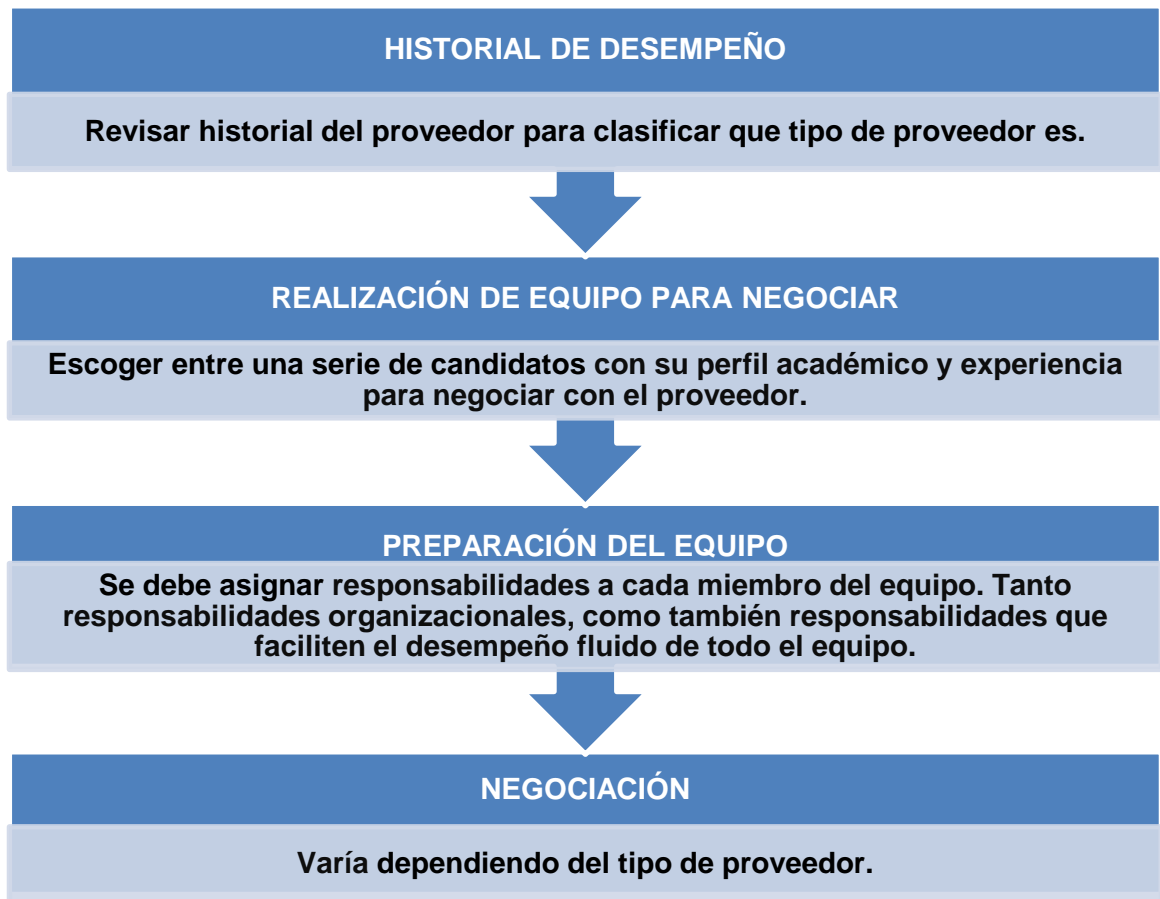 HISTORIAL DE DESEMPEÑO
Revisar historial del proveedor para clasificar que tipo de proveedor es.
REALIZACIÓN DE EQUIPO PARA NEGOCIAR
Escoger entre una serie de candidatos con su perfil académico y experiencia
para negociar con el proveedor.
PREPARACIÓN DEL EQUIPO
Se debe asignar responsabilidades a cada miembro del equipo. Tanto
responsabilidades organizacionales, como también responsabilidades que
faciliten el desempeño fluido de todo el equipo.
NEGOCIACIÓN
Varía dependiendo del tipo de proveedor.